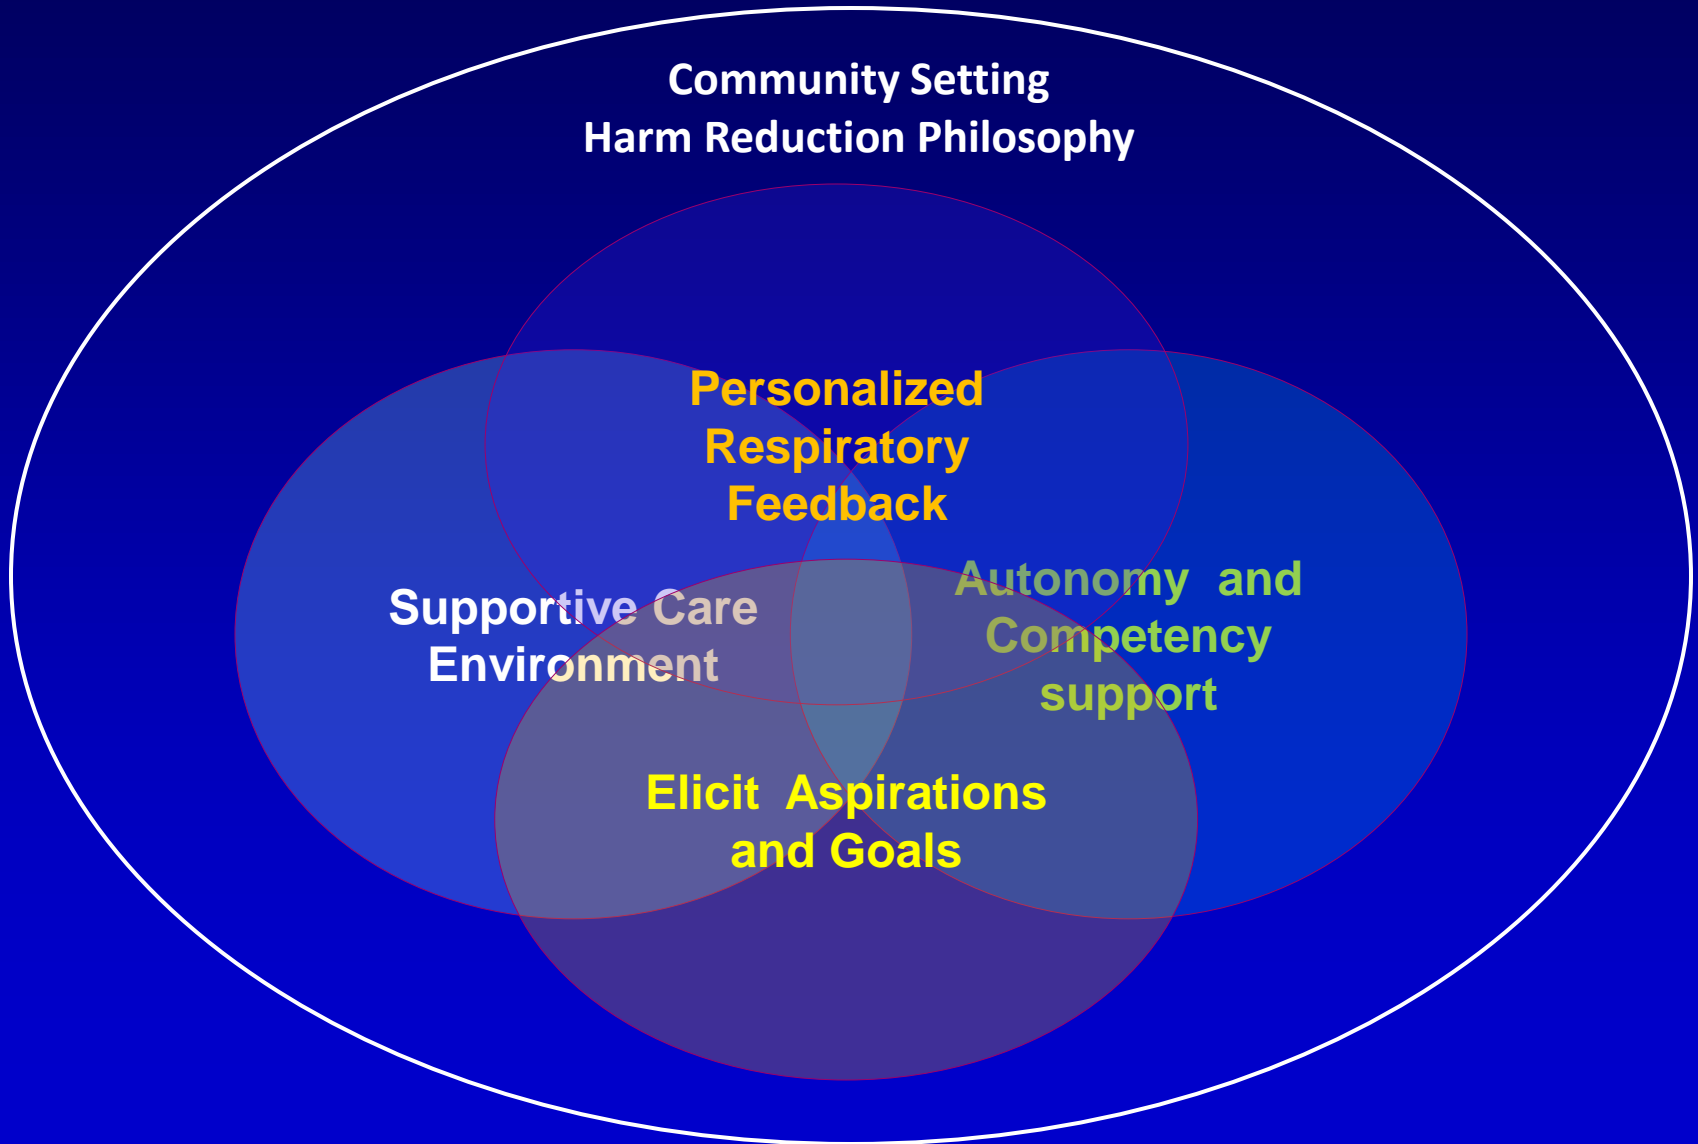 Community Setting
Harm Reduction Philosophy
Personalized
Respiratory
Feedback
Supportive Care
Environment
Autonomy and
Competency
support
Elicit Aspirations
and Goals